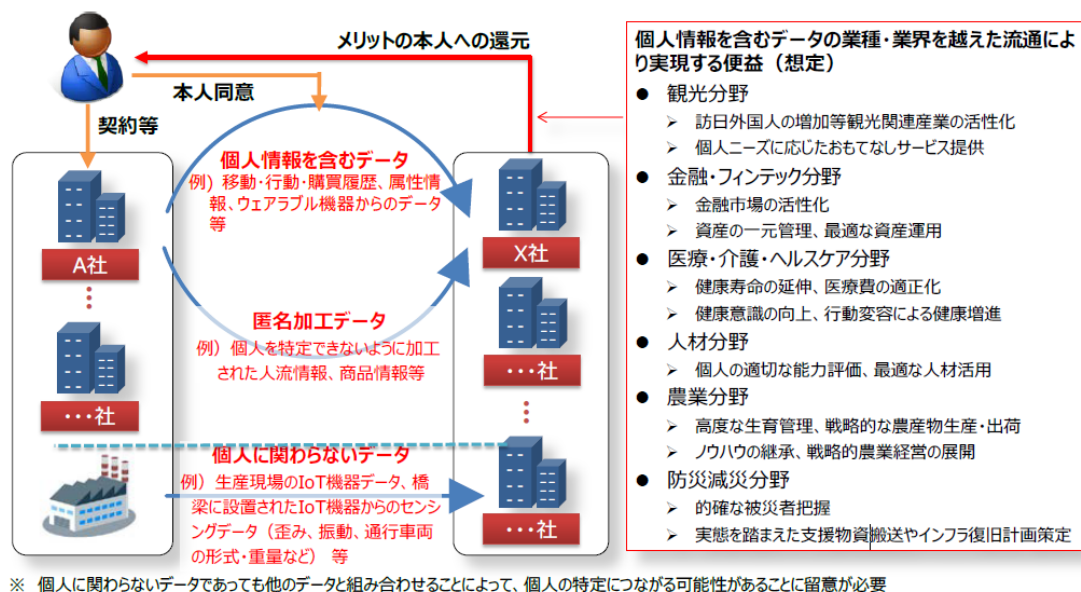 メリットの本人への還元
本人同意
契約等
個人情報を含むデータ
例）移動・行動・購買履歴、属性情
報、ウェアラブル機器からのデータ
等
A社
・・・社
匿名加工データ
例）個人を特定できないように加工
された人流情報、商品情報等
個人に関わらないデータ
例）生産現場のIoT機器データ、橋
梁に設置されたIoT機器からのセンシ
ングデータ（歪み、振動、通行車両
の形式・重量など） 等
X社
・・・社
・・・社
個人情報を含むデータの業種・業界を越えた流通によ
り実現する便益（想定）
● 観光分野
➢ 訪日外国人の増加等観光関連産業の活性化
➢ 個人ニーズに応じたおもてなしサービス提供
● 金融・フィンテック分野
➢ 金融市場の活性化
➢ 資産の一元管理、最適な資産運用
● 医療・介護・ヘルスケア分野
➢ 健康寿命の延伸、医療費の適正化
➢ 健康意識の向上、行動変容による健康増進
● 人材分野
➢ 個人の適切な能力評価、最適な人材活用
● 農業分野
➢ 高度な生育管理、戦略的な農産物生産・出荷
➢ ノウハウの継承、戦略的農業経営の展開
● 防災減災分野
➢ 的確な被災者把握
➢ 実態を踏まえた支援物資搬送やインフラ復旧計画策定
※ 個人に関わらないデータであっても他のデータと組み合わせることによって、個人の特定につながる可能性があることに留意が必要